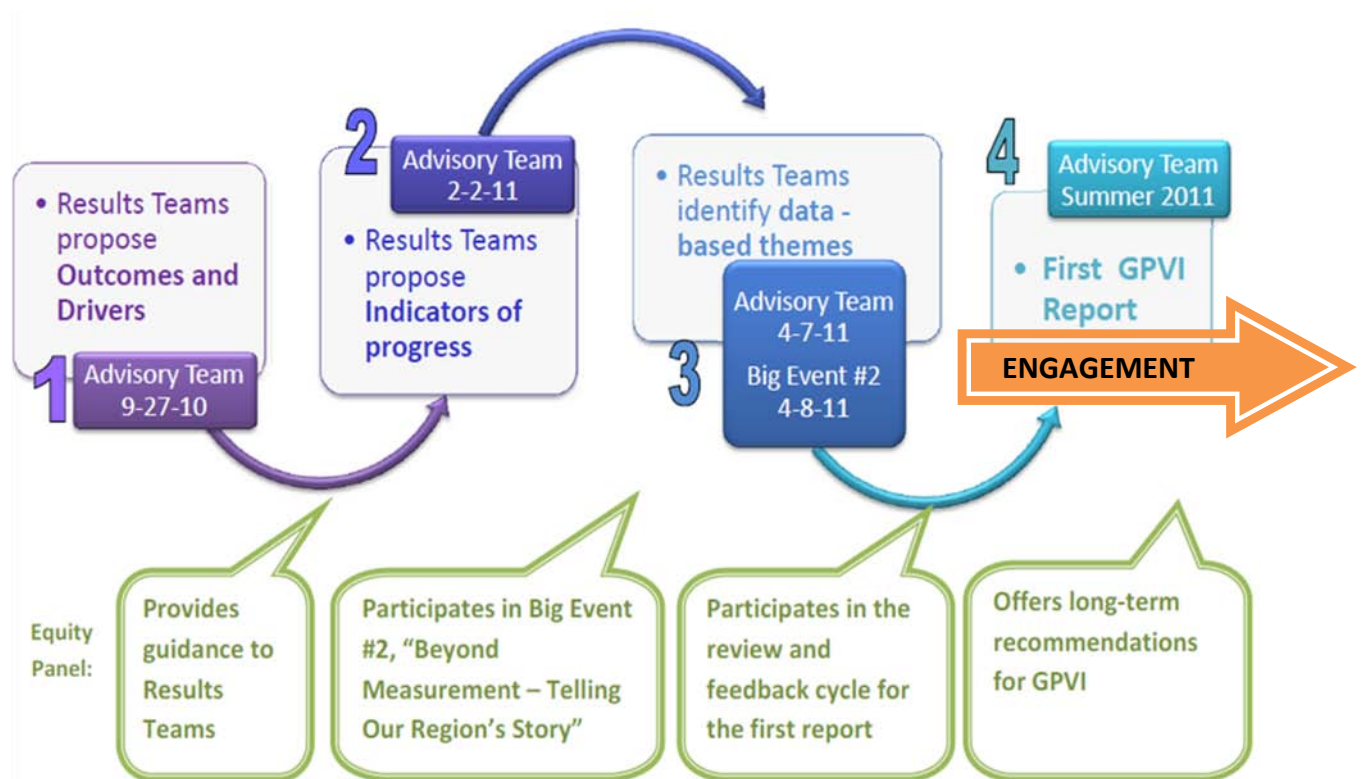 1
• Results Teams
propose
Outcomes and
Drivers
Advisory Team
9-27-10
2
Advisory Team
2-2-11
• Results Teams
propose
Indicators of
progress
• Results Teams
identify data -
based themes
3
Advisory Team
4-7-11
Big Event #2
4-8-11
4
Advisory Team
Summer 2011
• First GPVI
Report
ENGAGEMENT
Equity
Panel:
Provides
guidance to
Results
Teams
Participates in Big Event
#2, “Beyond
Measurement – Telling
Our Region’s Story”
Participates in the
review and
feedback cycle for
the first report
Offers long-term
recommendations
for GPVI